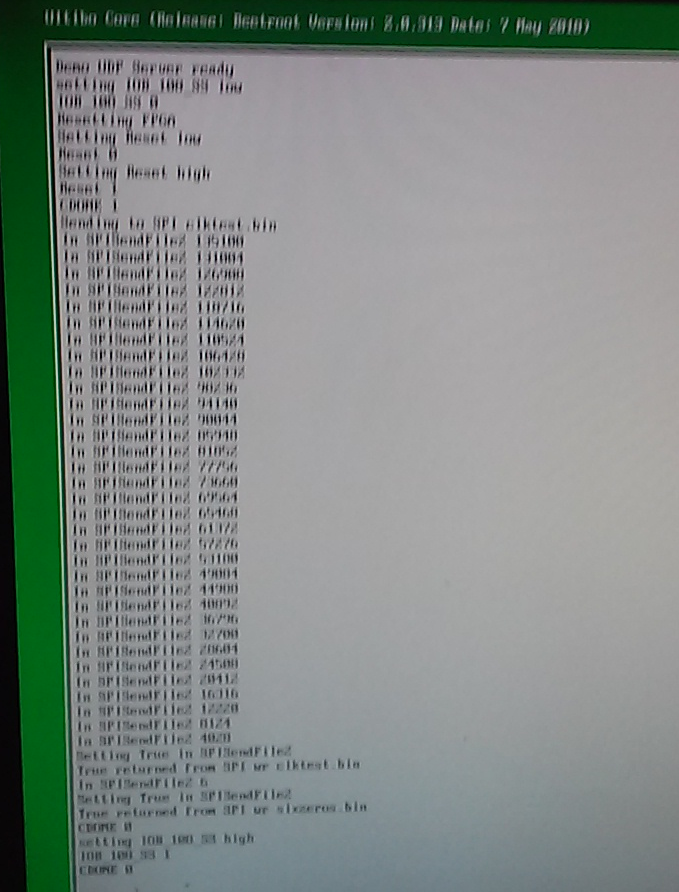 Ultibo Core (Release: Beetroot Version: 2.0.313 Date: 7 May 2018)
Demo UDP Server ready
setting IOB_108_SS low
IOB_108_SS 0
Resetting FPGA
Setting Reset low
Reset 0
Setting Reset high
Reset 1
CDONE 1
Sending to SPI clktest.bin
In SPISendFile2 135100
In SPISendFile2 131004
In SPISendFile2 126908
In SPISendFile2 122812
In SPISendFile2 118716
In SPISendFile2 114620
In SPISendFile2 110524
In SPISendFile2 106428
In SPISendFile2 102332
In SPISendFile2 98236
In SPISendFile2 94140
In SPISendFile2 90044
In SPISendFile2 85948
In SPISendFile2 81852
In SPISendFile2 77756
In SPISendFile2 73660
In SPISendFile2 69564
In SPISendFile2 65468
In SPISendFile2 61372
In SPISendFile2 57276
In SPISendFile2 53180
In SPISendFile2 49084
In SPISendFile2 44988
In SPISendFile2 40892
In SPISendFile2 36796
In SPISendFile2 32700
In SPISendFile2 28604
In SPISendFile2 24508
In SPISendFile2 20412
In SPISendFile2 16316
In SPISendFile2 12220
In SPISendFile2 8124
In SPISendFile2 4028
Setting True in SPISendFile2
True returned from SPI wr clktest.bin
In SPISendFile2 6
Setting True in SPISendFile2
True returned from SPI wr sixzeros.bin
CDONE 0
setting IOB_108_SS high
IOB_108_SS 1
CDONE 0